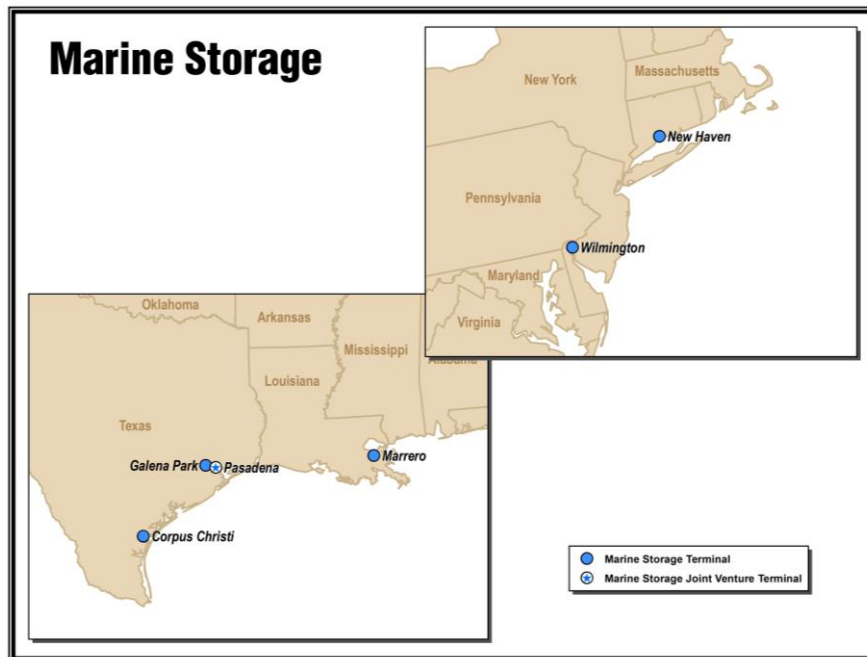 Marine Storage
New York
Massachusetts
New Haven
Pennsylvania
Wilmington
Maryland
Virginia
Oklahoma
Arkansas
Mississippi
Alabama
Louisiana
Texas
Galena Park
Pasadena
Marrero
Corpus Christi
Marine Storage Terminal
Marine Storage Joint Venture Terminal